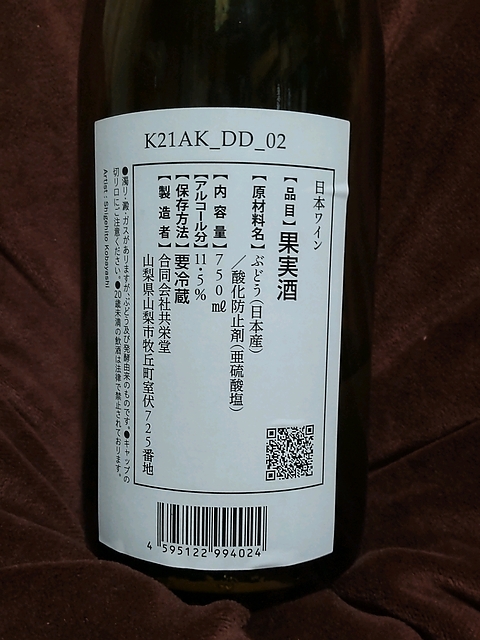 K21AK_DD_02
日本ワイン
【品目】果実酒
【原材料名】ぶどう(日本産)
／酸化防止剤(亜硫酸塩)
【内容量】750㎖
【アルコール分】11・5%
【保存方法】要冷蔵
【製造者】合同会社共栄堂
山梨県山梨市牧丘町室伏725番地
●濁り・澱・ガスがありますが、ぶどう及び発酵由来のものです。●キャップの
切り口にご注意ください。●20歳未満の飲酒は法律で禁止されております。
Artist : Shigehito Kobayashi
4 595122 994024